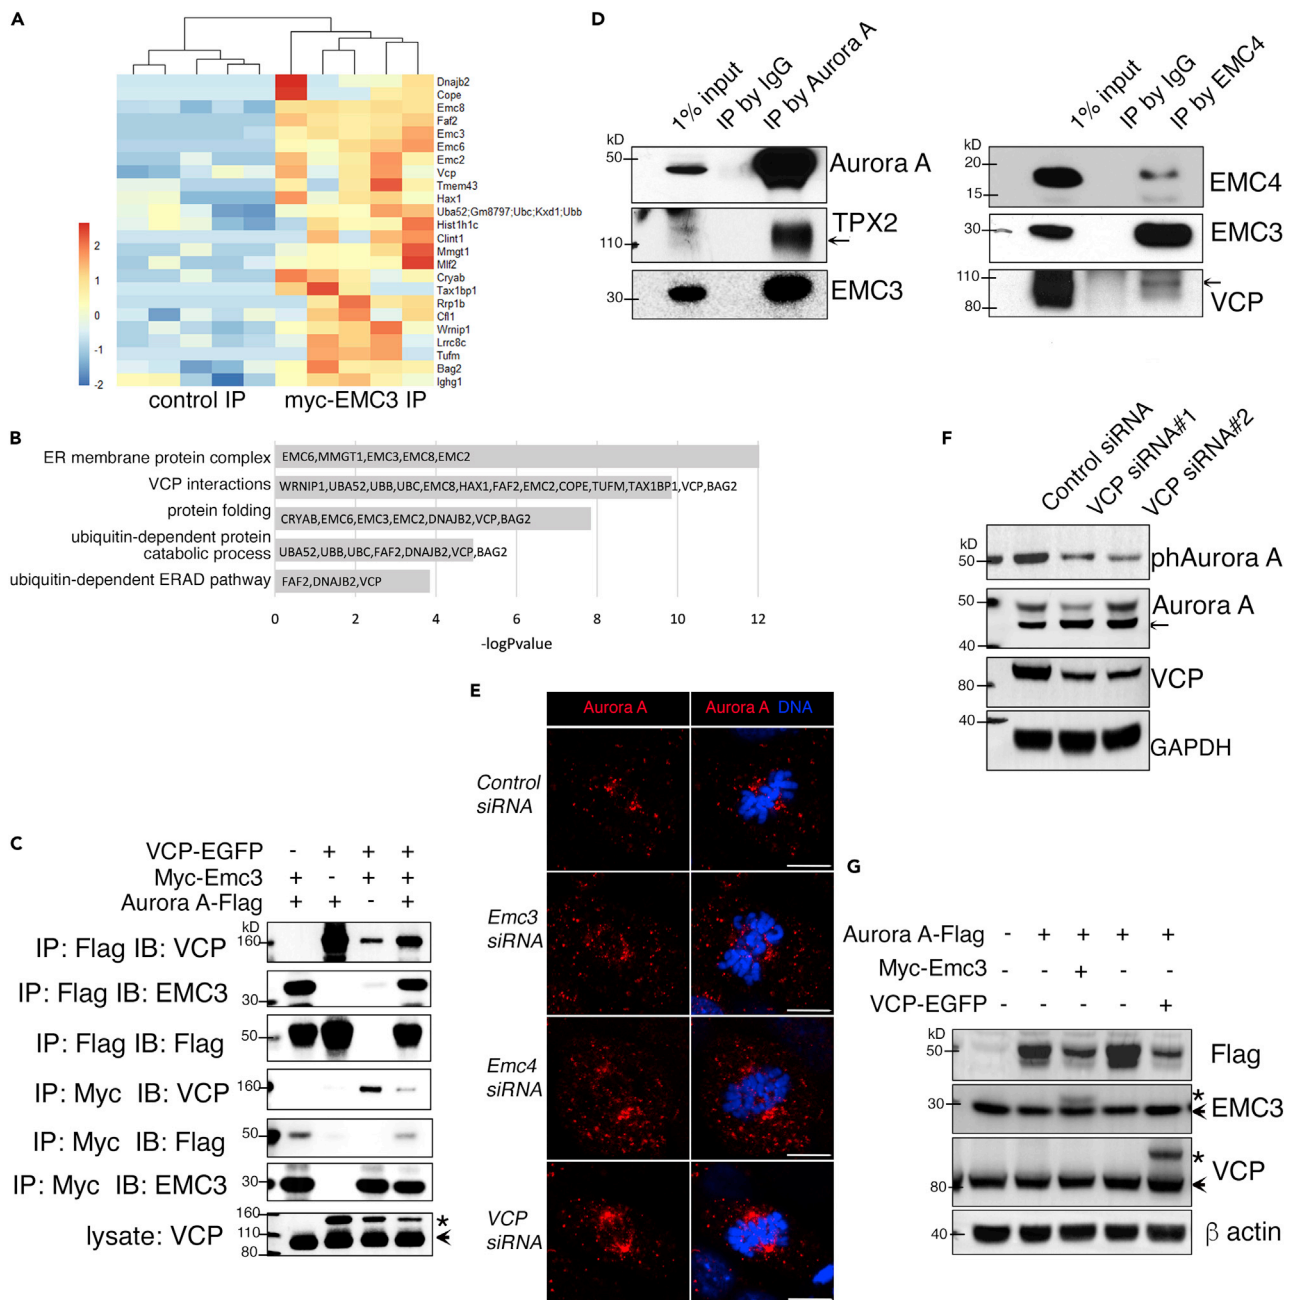 A
Dnajb2
Cope
Emc8
Faf2
Emc3
Emc6
Emc2
Vcp
Tmem43
Hax1
Uba52;Gm8797;Ubc;Kxd1;Ubb
Hist1h1c
Clint1
Mmgt1
Mlf2
Cryab
Tax1bp1
Rrp1b
Cfl1
Wrnip1
Lrrc8c
Tufm
Bag2
Ighg1
2
1
0
-1
-2
control IP
myc-EMC3 IP
B
ER membrane protein complex
EMC6,MMGT1,EMC3,EMC8,EMC2
VCP interactions
WRNIP1,UBA52,UBB,UBC,EMC8,HAX1,FAF2,EMC2,COPE,TUFM,TAX1BP1,VCP,BAG2
protein folding
CRYAB,EMC6,EMC3,EMC2,DNAJB2,VCP,BAG2
ubiquitin-dependent protein
catabolic process
UBA52,UBB,UBC,FAF2,DNAJB2,VCP,BAG2
ubiquitin-dependent ERAD pathway
FAF2,DNAJB2,VCP
0 2 4 6 8 10 12
-logPvalue
C
VCP-EGFP - + + +
Myc-Emc3 + - + +
Aurora A-Flag + + - +
kD
IP: Flag IB: VCP 160
IP: Flag IB: EMC3 30
IP: Flag IB: Flag 50
IP: Myc IB: VCP 160
IP: Myc IB: Flag 50
IP: Myc IB: EMC3 30
lysate: VCP
160
110
80
*
D
1% input
IP by IgG
IP by Aurora A
kD
50
Aurora A
110
TPX2
30
EMC3
1% input
IP by IgG
IP by EMC4
kD
20
15
EMC4
30
EMC3
110
80
VCP
E
Aurora A
Aurora A DNA
Control
siRNA
Emc3
siRNA
Emc4
siRNA
VCP
siRNA
F
Control siRNA
VCP siRNA#1
VCP siRNA#2
kD
50
phAurora A
50
40
Aurora A
80
VCP
40
GAPDH
G
Aurora A-Flag - + + + +
Myc-Emc3 - - + - -
VCP-EGFP - - - - +
kD
50
Flag
30
*
EMC3
80
*
VCP
40
β actin